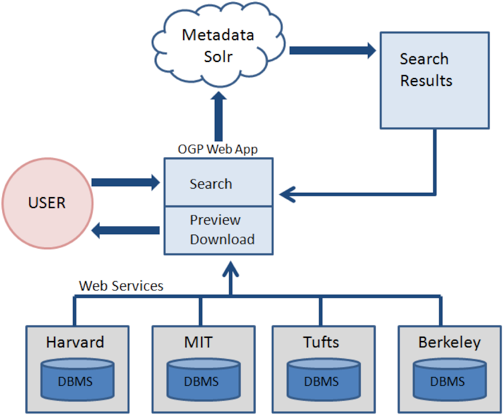 Metadata
Solr
Search
Results
OGP Web App
Search
USER
Preview
Download
Web Services
Harvard
MIT
Tufts
Berkeley
DBMS
DBMS
DBMS
DBMS